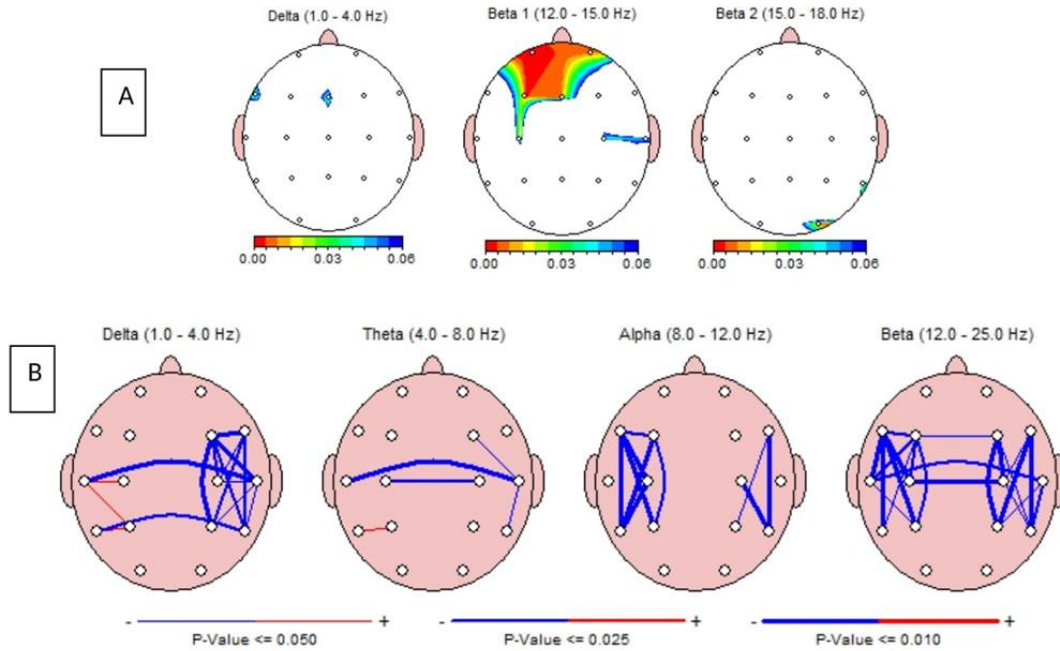 Delta (1.0 - 4.0 Hz) Beta 1 (12.0 - 15.0 Hz) Beta 2 (15.0 - 18.0 Hz)
A
0.00 0.03 0.06 0.00 0.03 0.06 0.00 0.03 0.06
Delta (1.0 - 4.0 Hz) Theta (4.0 - 8.0 Hz) Alpha (8.0 - 12.0 Hz) Beta (12.0 - 25.0 Hz)
B
- + - + - +
P-Value <= 0.050 P-Value <= 0.025 P-Value <= 0.010